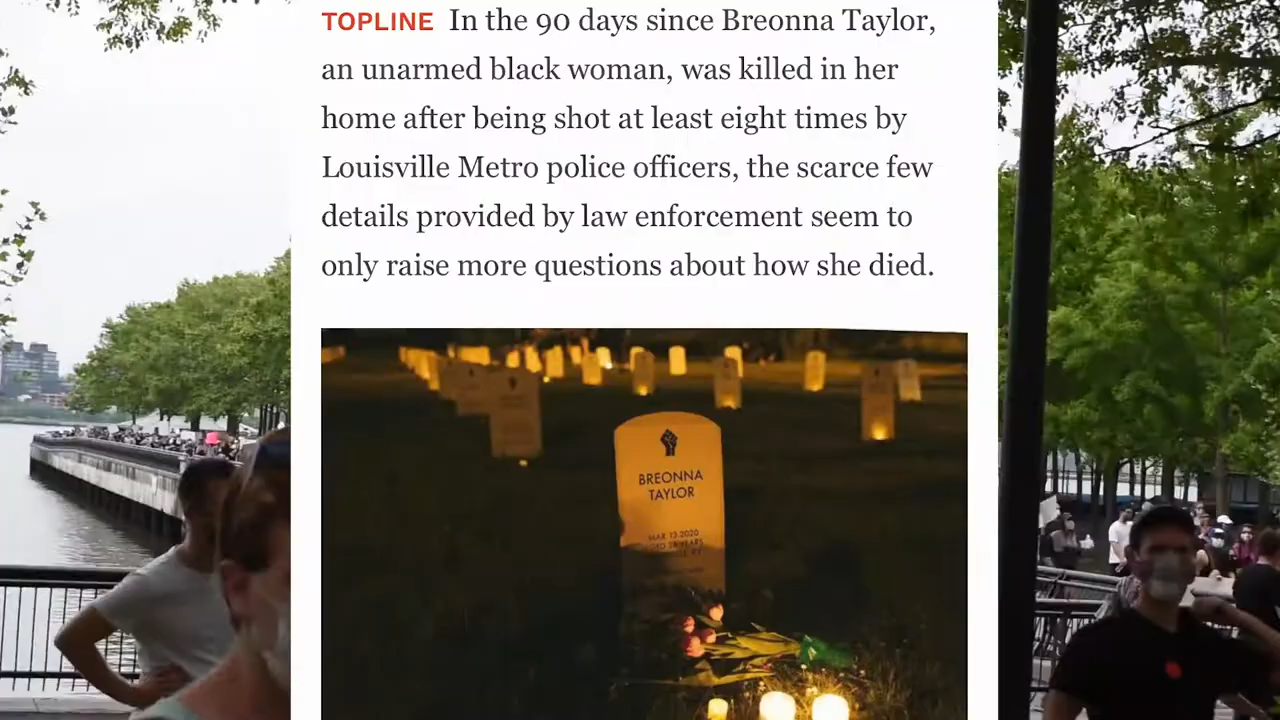 TOPLINE In the 90 days since Breonna Taylor,
an unarmed black woman, was killed in her
home after being shot at least eight times by
Louisville Metro police officers, the scarce few
details provided by law enforcement seem to
only raise more questions about how she died.
BREONNA
TAYLOR
MAR 13 2020